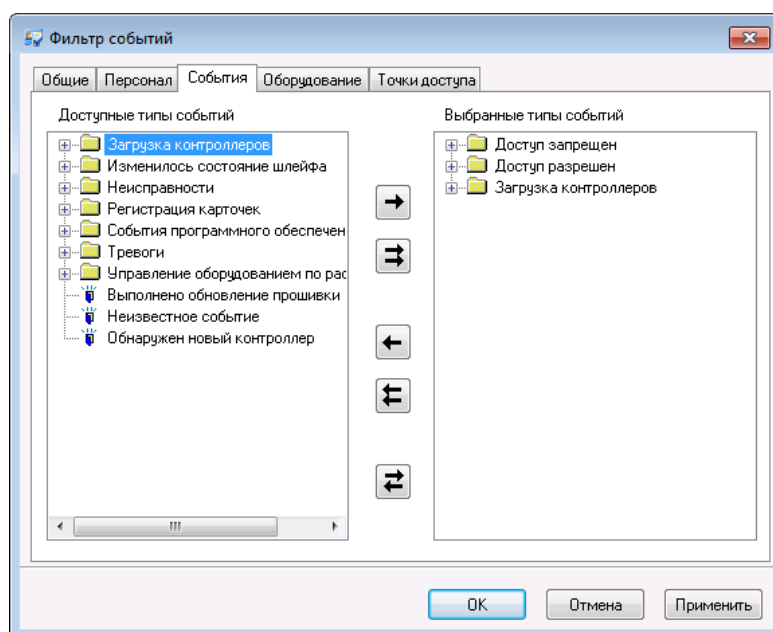 Фильтр событий
Общие Персонал События Оборудование Точки доступа
Доступные типы событий
Загрузка контроллеров
Изменилось состояние шлейфа
Неисправности
Регистрация карточек
События программного обеспечен
Тревоги
Управление оборудованием по рас
Выполнено обновление прошивки
Неизвестное событие
Обнаружен новый контроллер
Выбранные типы событий
Доступ запрещен
Доступ разрешен
Загрузка контроллеров
OK Отмена Применить